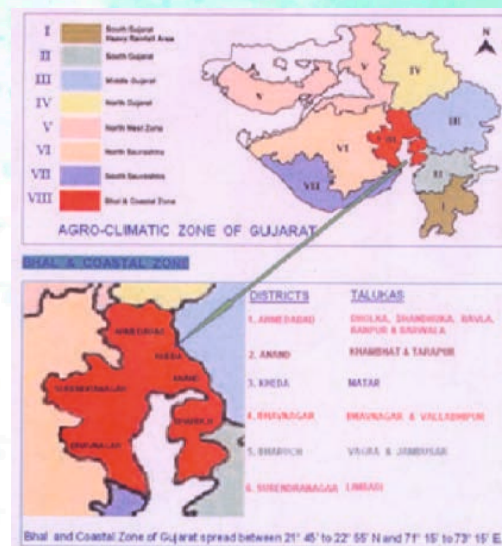 I South Gujarat
Heavy Rainfall Area
II South Gujarat
III Middle Gujarat
IV North Gujarat
V North West Zone
VI North Saurashtra
VII South Saurashtra
VIII Bhal & Coastal Zone
N
V
IV
V
III
VI
VII
II
I
AGRO-CLIMATIC ZONE OF GUJARAT
BHAL & COASTAL ZONE
DISTRICTS TALUKAS
1. AHMEDABAD DHOLKA, DHANDHUKA, BAVLA,
RANPUR & BARWALA
2. ANAND KHAMBHAT & TARAPUR
3. KHEDA MATAR
4. BHAVNAGAR BHAVNAGAR & VALLABHIPUR
5. BHARUCH VAGRA & JAMBUSAR
6. SURENDRANAGAR LIMBADI
AHMEDABAD
KHEDA
ANAND
SURENDRANAGAR
BHARUCH
BHAVNAGAR
Bhal and Coastal Zone of Gujarat spread between 21° 45' to 22° 55' N and 71° 15' to 73° 15' E